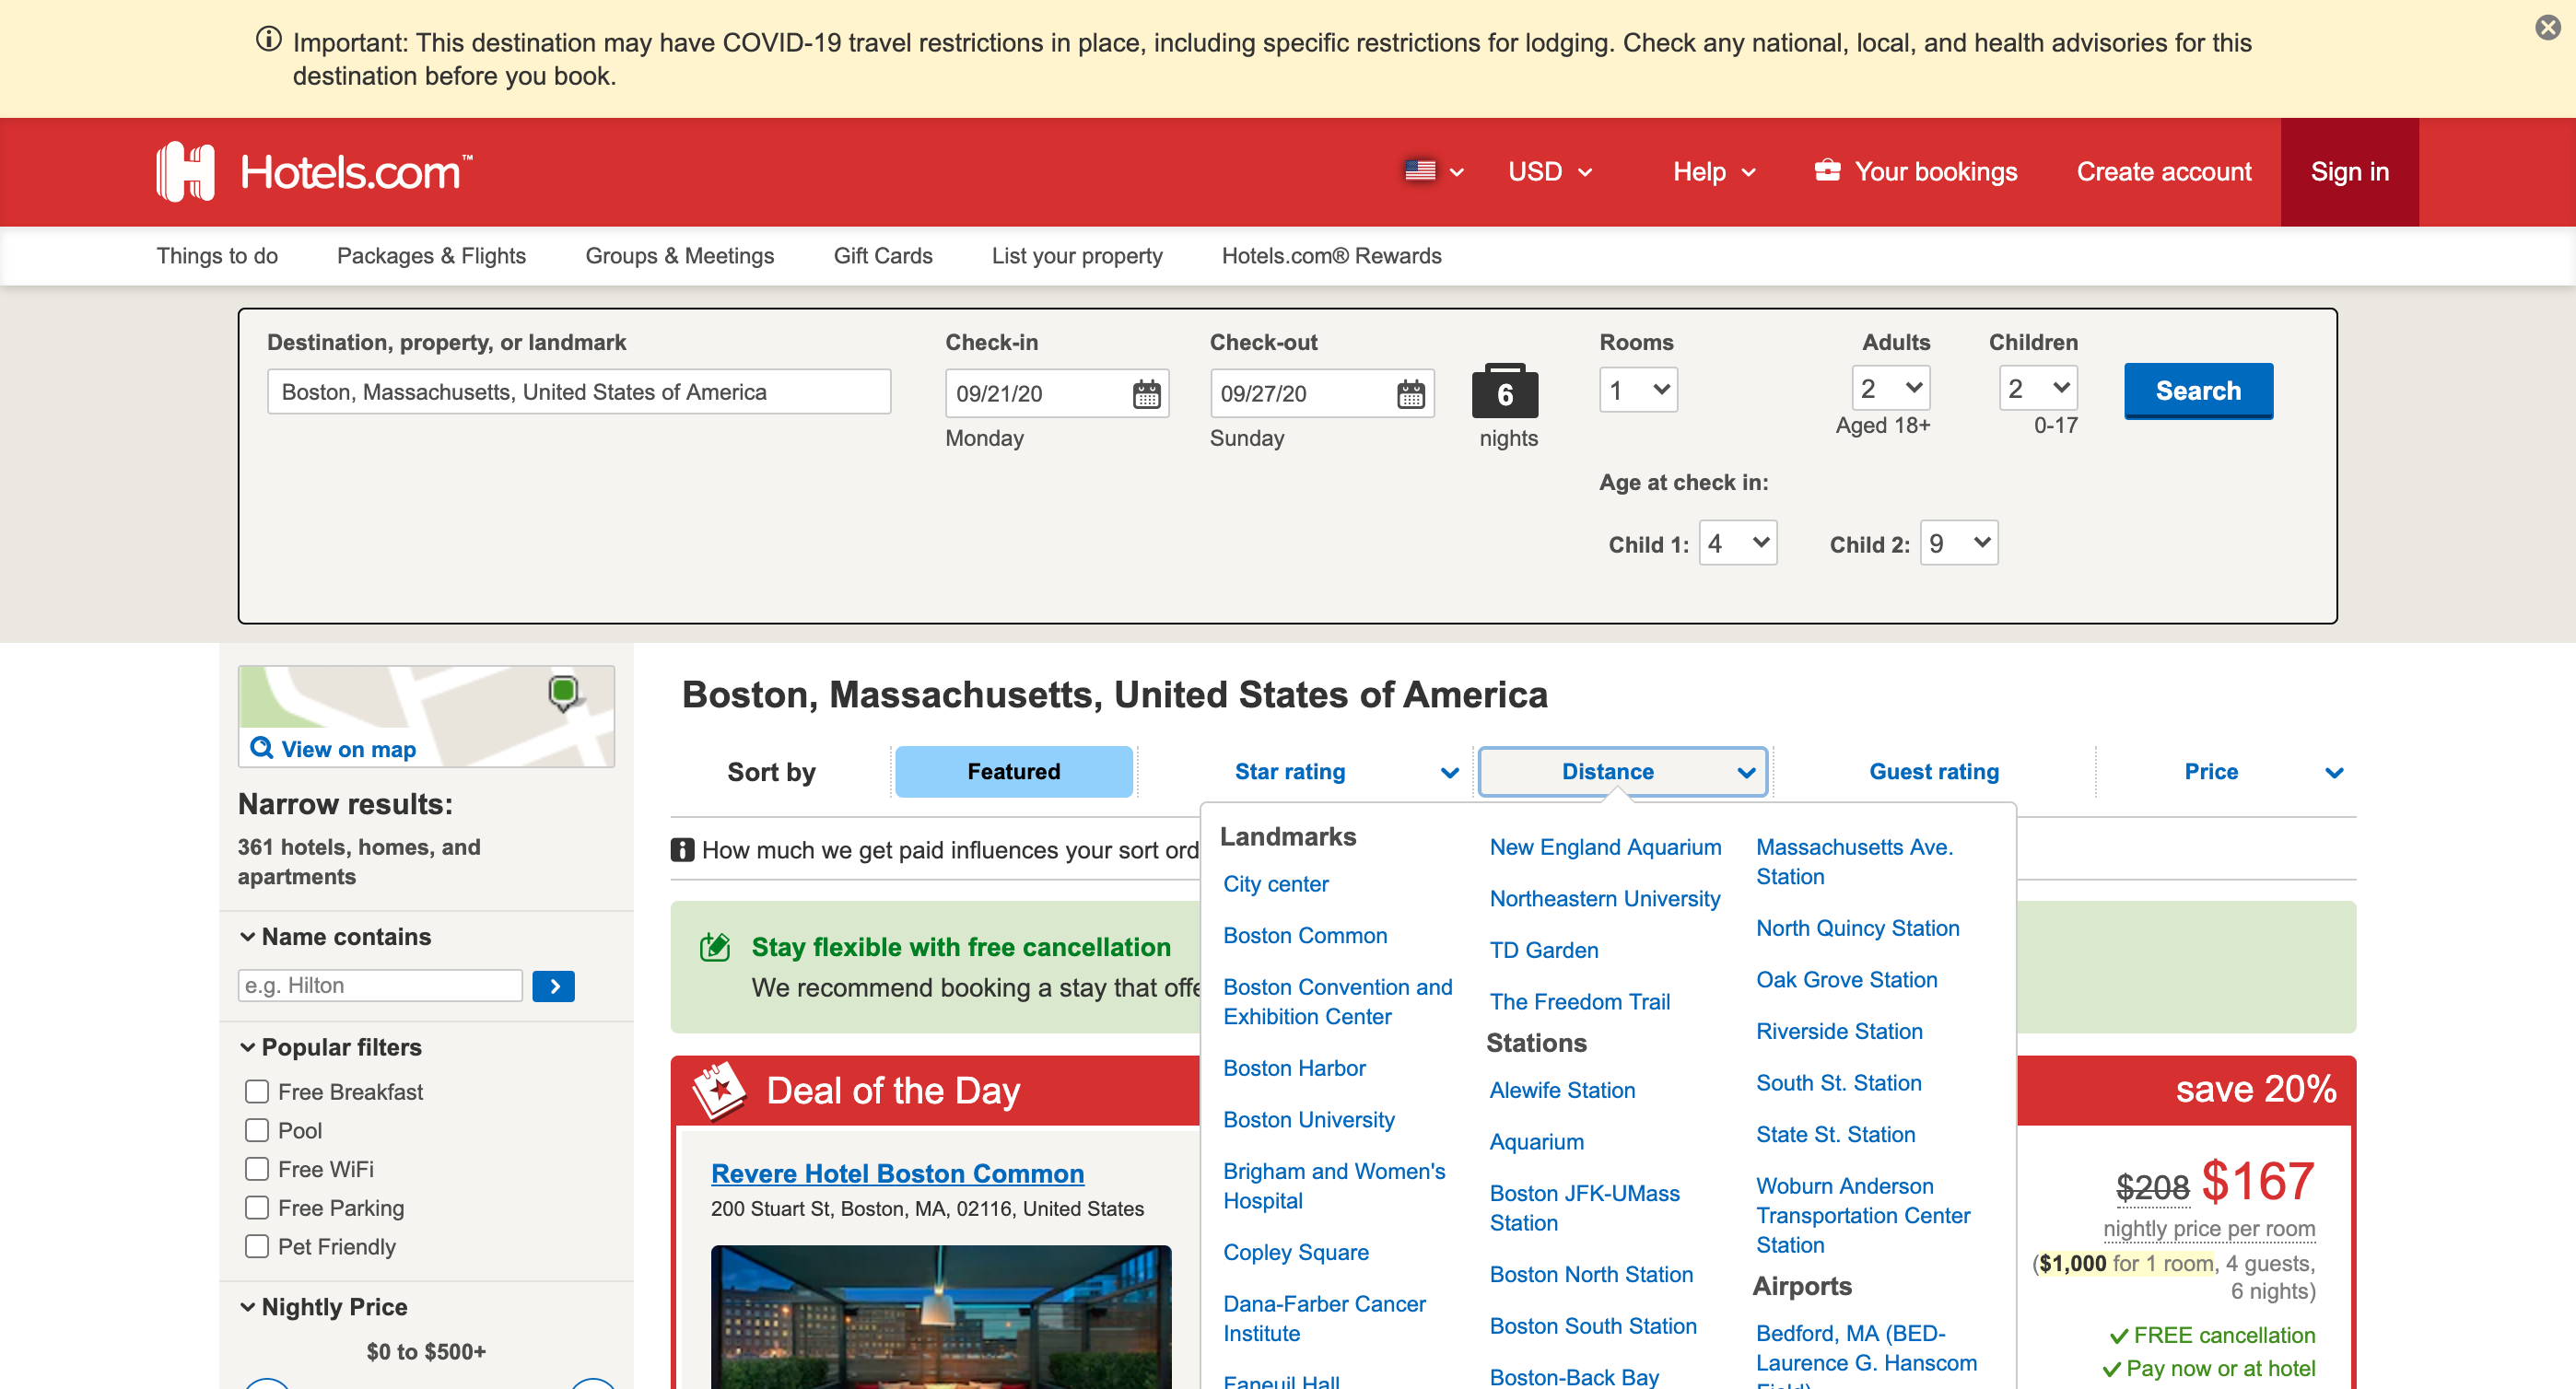 Important: This destination may have COVID-19 travel restrictions in place, including specific restrictions for lodging. Check any national, local, and health advisories for this
destination before you book.
Hotels.com™
USD
Help
Your bookings
Create account
Sign in
Things to do
Packages & Flights
Groups & Meetings
Gift Cards
List your property
Hotels.com® Rewards
Destination, property, or landmark
Boston, Massachusetts, United States of America
Check-in
09/21/20
Monday
Check-out
09/27/20
Sunday
6
nights
Rooms
1
Adults
2
Aged 18+
Children
2
0-17
Search
Age at check in:
Child 1: 4
Child 2: 9
View on map
Narrow results:
361 hotels, homes, and
apartments
Name contains
e.g. Hilton
Popular filters
Free Breakfast
Pool
Free WiFi
Free Parking
Pet Friendly
Nightly Price
$0 to $500+
Boston, Massachusetts, United States of America
Sort by
Featured
Star rating
Distance
Guest rating
Price
How much we get paid influences your sort ord
Stay flexible with free cancellation
We recommend booking a stay that offe
Deal of the Day
save 20%
Revere Hotel Boston Common
200 Stuart St, Boston, MA, 02116, United States
Landmarks
City center
Boston Common
Boston Convention and
Exhibition Center
Boston Harbor
Boston University
Brigham and Women's
Hospital
Copley Square
Dana-Farber Cancer
Institute
Faneuil Hall
New England Aquarium
Northeastern University
TD Garden
The Freedom Trail
Stations
Alewife Station
Aquarium
Boston JFK-UMass
Station
Boston North Station
Boston South Station
Boston-Back Bay
Massachusetts Ave.
Station
North Quincy Station
Oak Grove Station
Riverside Station
South St. Station
State St. Station
Woburn Anderson
Transportation Center
Station
Airports
Bedford, MA (BED-
Laurence G. Hanscom
Field)
$208 $167
nightly price per room
($1,000 for 1 room, 4 guests,
6 nights)
FREE cancellation
Pay now or at hotel